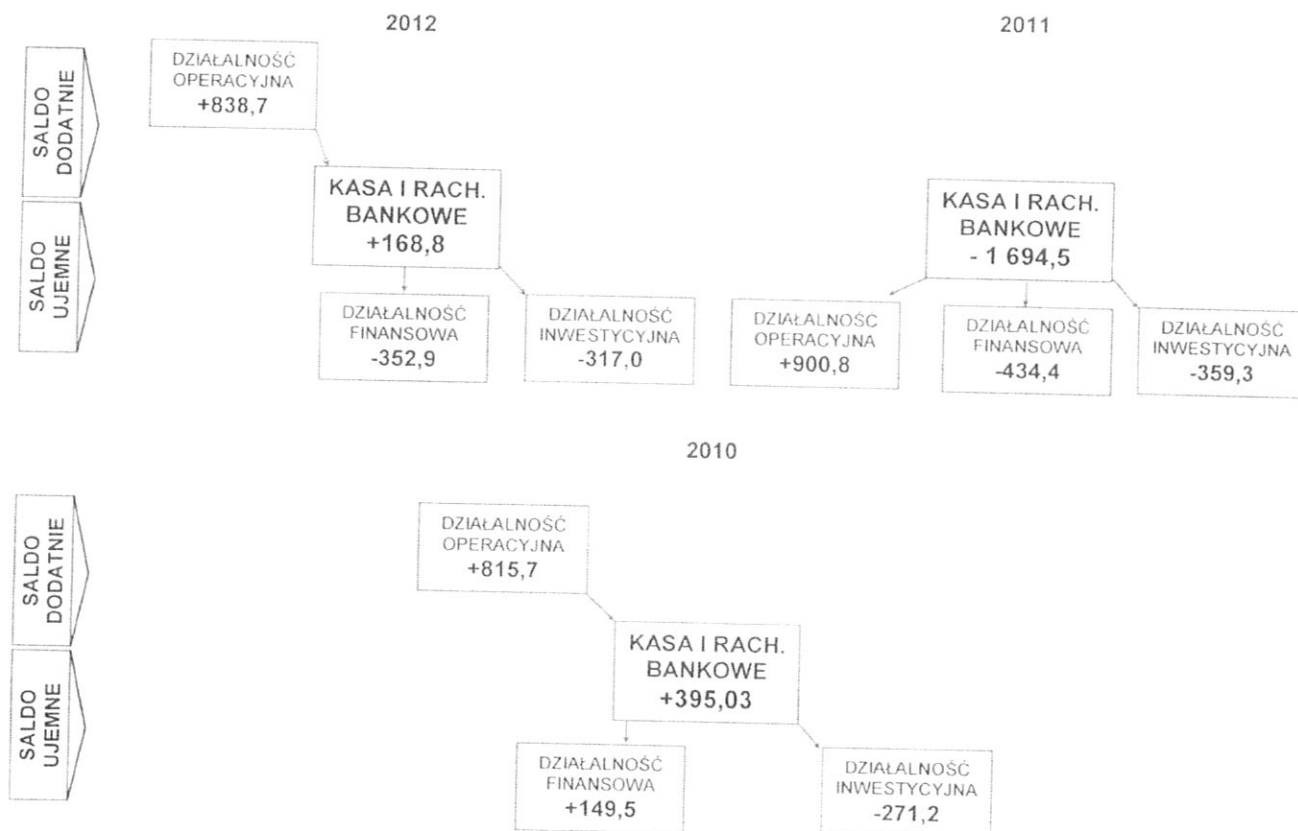 2012
2011
SALDO
DODATNIE
DZIAŁALNOŚĆ
OPERACYJNA
+838,7
KASA I RACH.
BANKOWE
+168,8
KASA I RACH.
BANKOWE
- 1 694,5
SALDO
UJEMNE
DZIAŁALNOŚĆ
FINANSOWA
-352,9
DZIAŁALNOŚĆ
INWESTYCYJNA
-317,0
DZIAŁALNOŚĆ
OPERACYJNA
+900,8
DZIAŁALNOŚĆ
FINANSOWA
-434,4
DZIAŁALNOŚĆ
INWESTYCYJNA
-359,3
2010
SALDO
DODATNIE
DZIAŁALNOŚĆ
OPERACYJNA
+815,7
KASA I RACH.
BANKOWE
+395,03
SALDO
UJEMNE
DZIAŁALNOŚĆ
FINANSOWA
+149,5
DZIAŁALNOŚĆ
INWESTYCYJNA
-271,2